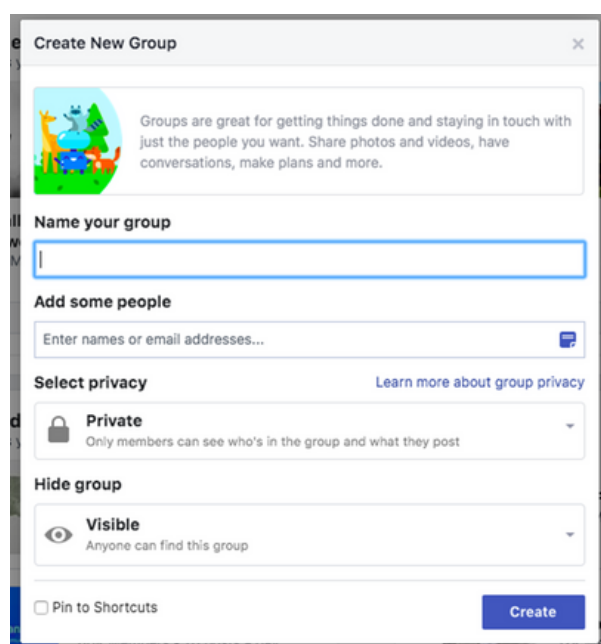 Create New Group
Groups are great for getting things done and staying in touch with
just the people you want. Share photos and videos, have
conversations, make plans and more.
Name your group
Add some people
Enter names or email addresses...
Select privacy Learn more about group privacy
Private
Only members can see who's in the group and what they post
Hide group
Visible
Anyone can find this group
Pin to Shortcuts Create